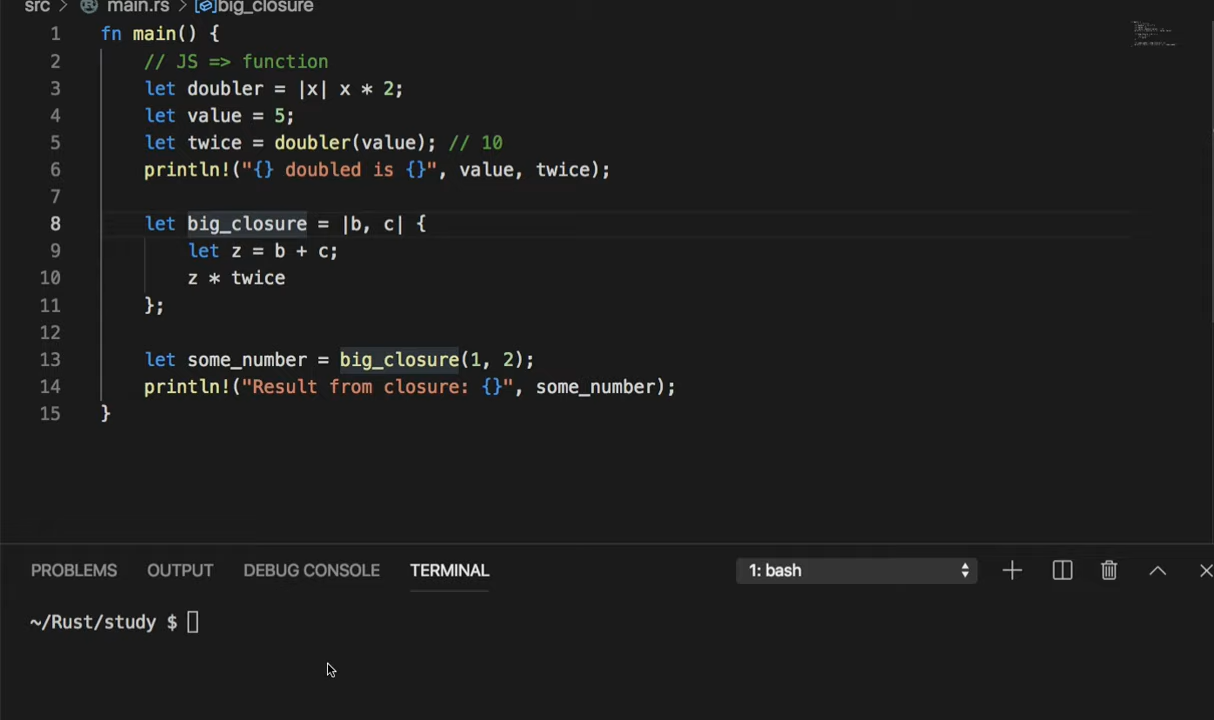 src > main.rs > big_closure
1 fn main() {
2     // JS => function
3     let doubler = |x| x * 2;
4     let value = 5;
5     let twice = doubler(value); // 10
6     println!("{} doubled is {}", value, twice);
7
8     let big_closure = |b, c| {
9         let z = b + c;
10         z * twice
11     };
12
13     let some_number = big_closure(1, 2);
14     println!("Result from closure: {}", some_number);
15 }
PROBLEMS OUTPUT DEBUG CONSOLE TERMINAL 1: bash
~/Rust/study $